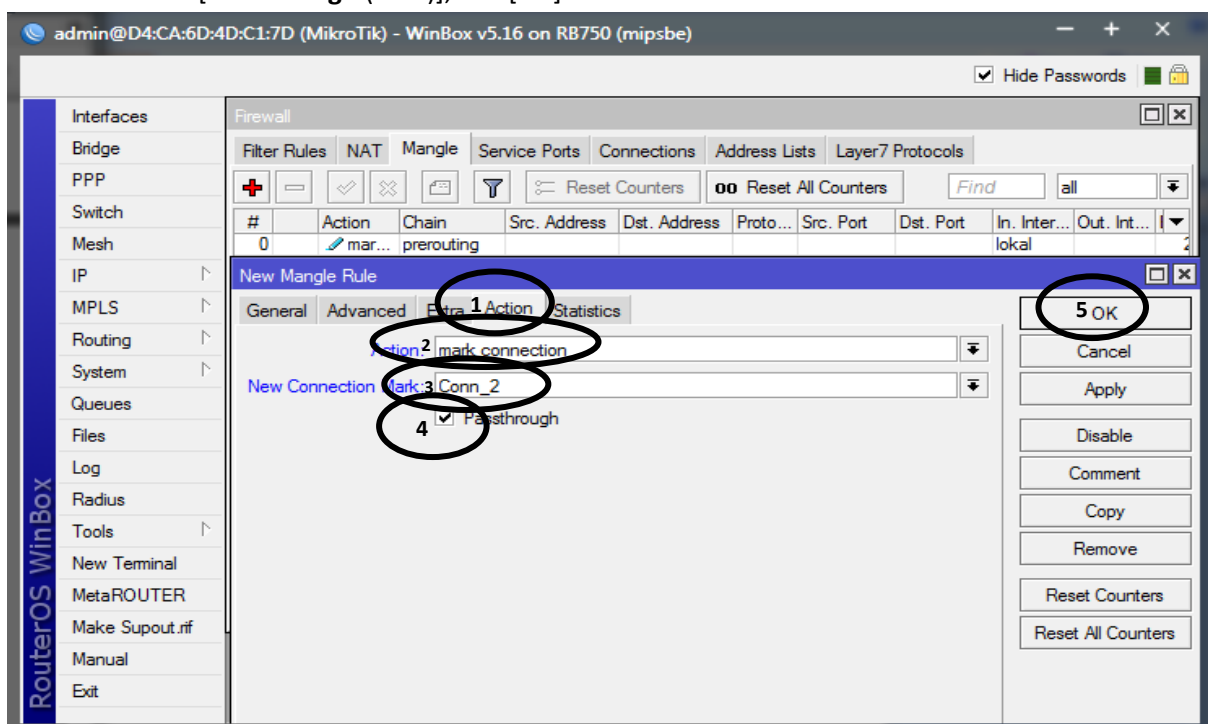 admin@D4:CA:6D:4D:C1:7D (MikroTik) - WinBox v5.16 on RB750 (mipsbe)
Hide Passwords
RouterOS WinBox
Interfaces
Bridge
PPP
Switch
Mesh
IP
MPLS
Routing
System
Queues
Files
Log
Radius
Tools
New Terminal
MetaROUTER
Make Supout.rif
Manual
Exit
Firewall
Filter Rules NAT Mangle Service Ports Connections Address Lists Layer7 Protocols
Reset Counters 00 Reset All Counters Find all
# Action Chain Src. Address Dst. Address Proto... Src. Port Dst. Port In. Inter... Out. Int...
0 mar... prerouting lokal
New Mangle Rule
General Advanced Extra 1 Action Statistics
Action: 2 mark connection
New Connection Mark: 3 Conn_2
4 Passthrough
5 OK
Cancel
Apply
Disable
Comment
Copy
Remove
Reset Counters
Reset All Counters